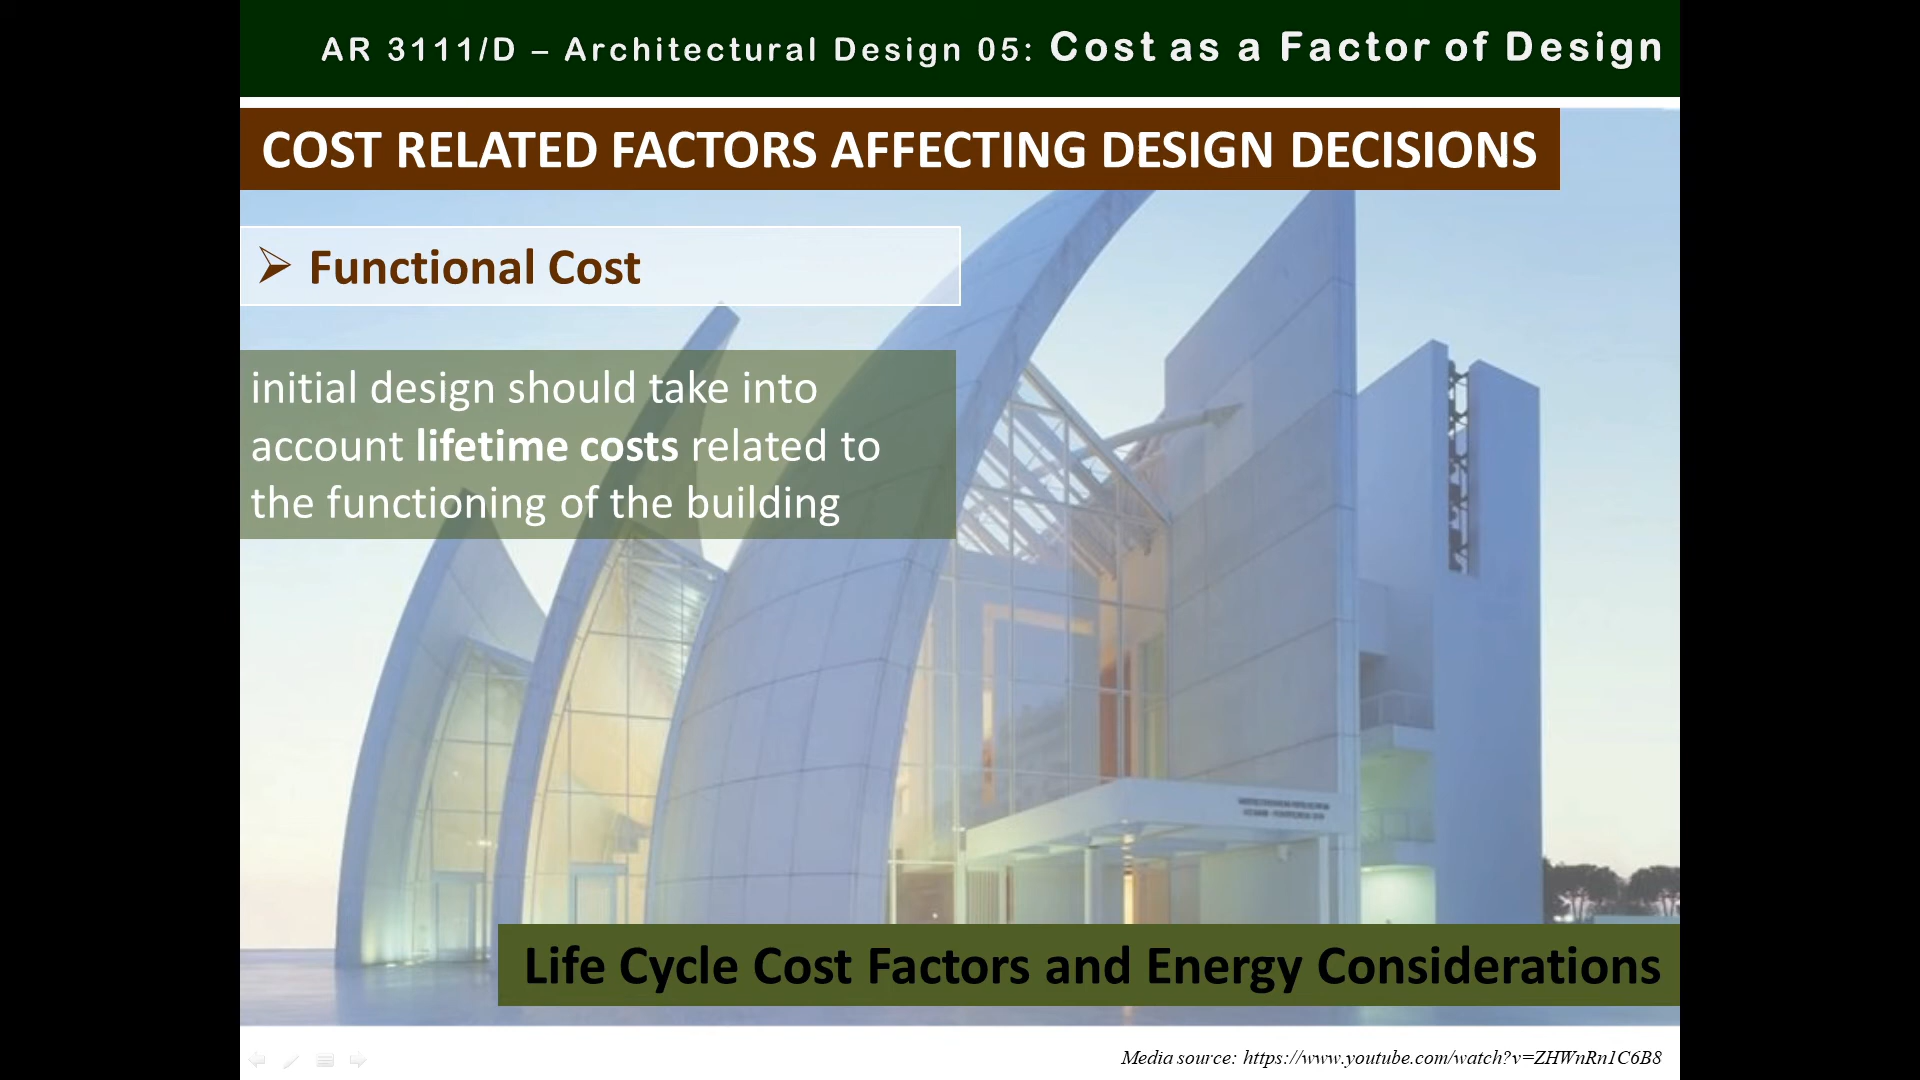 AR 3111/D – Architectural Design 05: Cost as a Factor of Design
COST RELATED FACTORS AFFECTING DESIGN DECISIONS
➢ Functional Cost
initial design should take into
account lifetime costs related to
the functioning of the building
Life Cycle Cost Factors and Energy Considerations
Media source: https://www.youtube.com/watch?v=ZHWnRn1C6B8